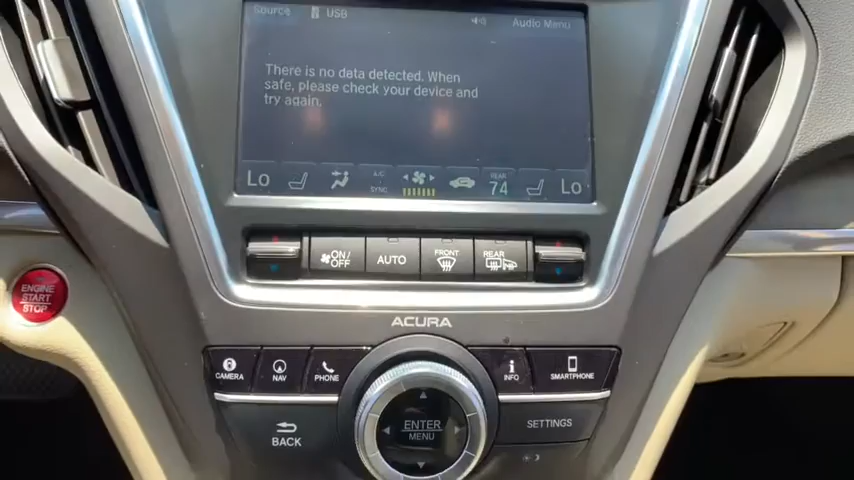 Source USB Audio Menu
There is no data detected. When
safe, please check your device and
try again.
Lo A/C SYNC REAR 74 Lo
ON/OFF AUTO FRONT REAR
ENGINE
START
STOP
ACURA
CAMERA NAV PHONE INFO SMARTPHONE
ENTER
MENU
BACK SETTINGS